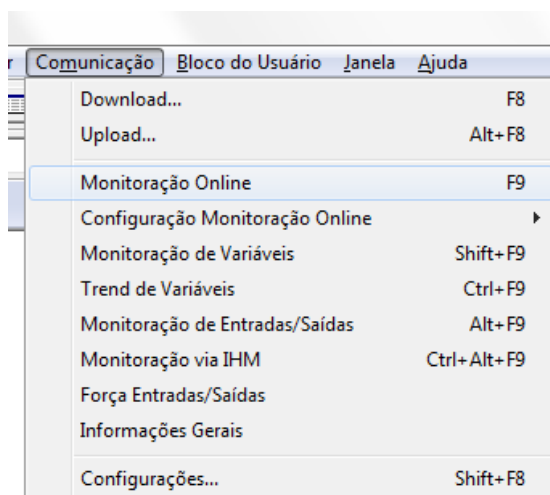 r Comunicação Bloco do Usuário Janela Ajuda
Download... F8
Upload... Alt+F8
Monitoração Online F9
Configuração Monitoração Online
Monitoração de Variáveis Shift+F9
Trend de Variáveis Ctrl+F9
Monitoração de Entradas/Saídas Alt+F9
Monitoração via IHM Ctrl+Alt+F9
Força Entradas/Saídas
Informações Gerais
Configurações... Shift+F8